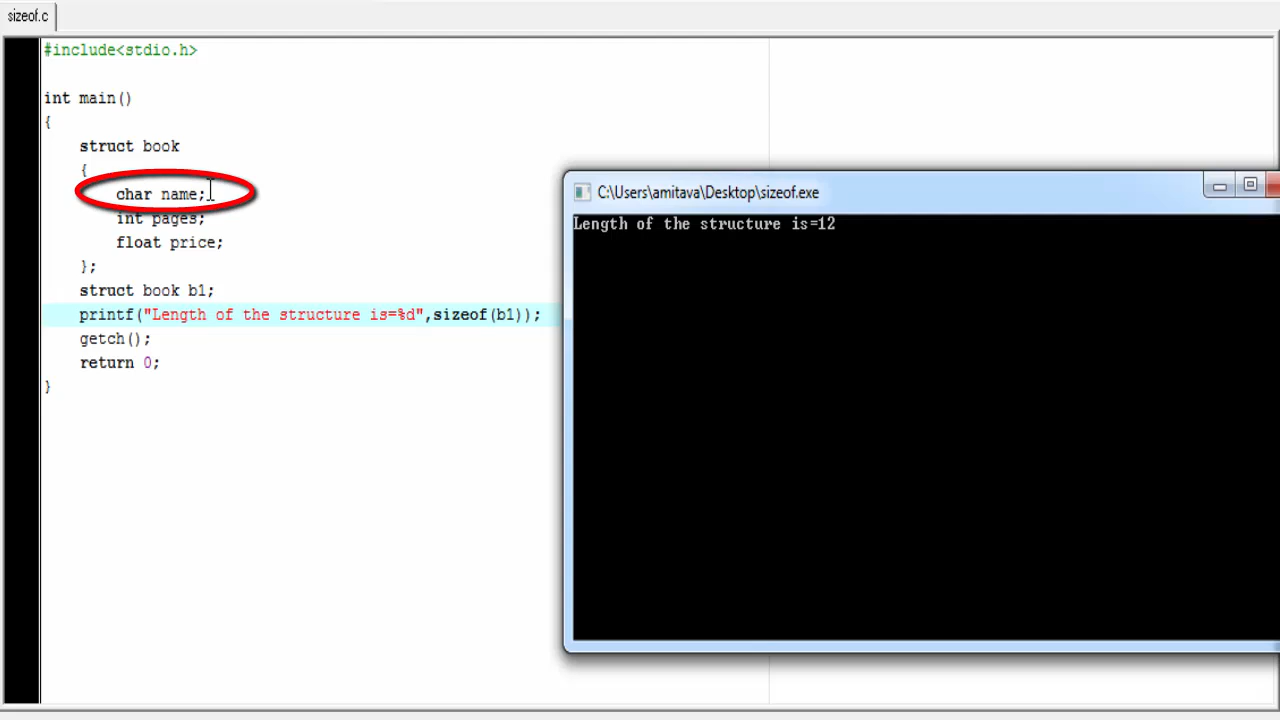 sizeof.c
#include<stdio.h>
int main()
{
struct book
{
char name;
int pages;
float price;
};
struct book b1;
printf("Length of the structure is=%d",sizeof(b1));
getch();
return 0;
}
C:\Users\amitava\Desktop\sizeof.exe
Length of the structure is=12